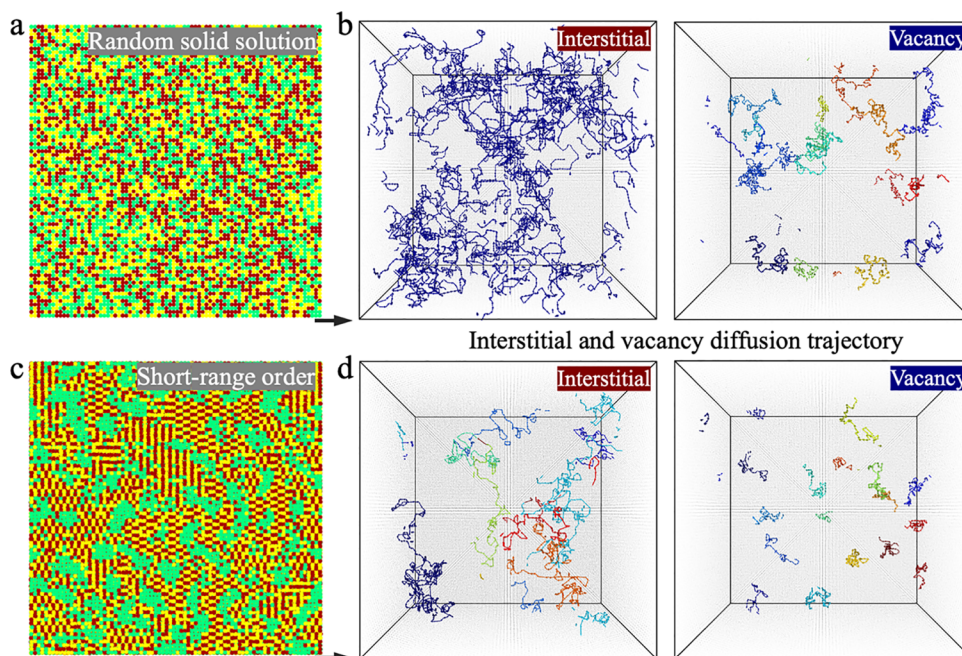 a
Random solid solution
b
Interstitial
Vacancy
Interstitial and vacancy diffusion trajectory
c
Short-range order
d
Interstitial
Vacancy